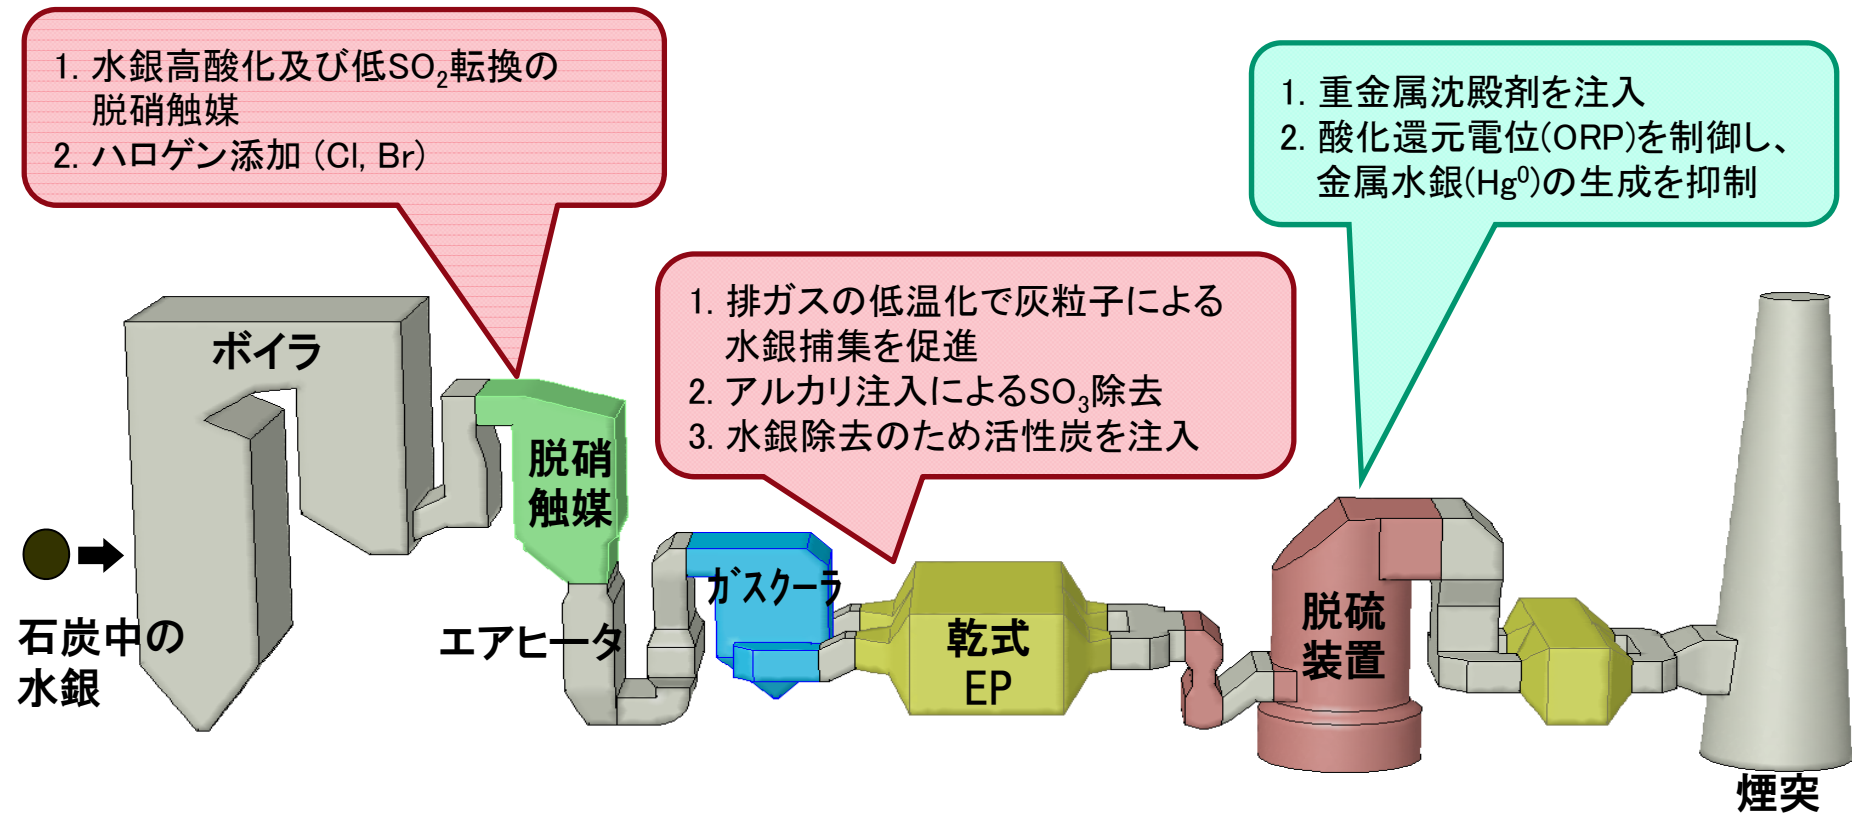 1. 水銀高酸化及び低SO₂転換の
脱硝触媒
2. ハロゲン添加 (Cl, Br)
1. 重金属沈殿剤を注入
2. 酸化還元電位(ORP)を制御し、
金属水銀(Hg⁰)の生成を抑制
1. 排ガスの低温化で灰粒子による
水銀捕集を促進
2. アルカリ注入によるSO₃除去
3. 水銀除去のため活性炭を注入
ボイラ
脱硝
触媒
ガスクーラ
エアヒータ
乾式
EP
脱硫
装置
石炭中の
水銀
煙突